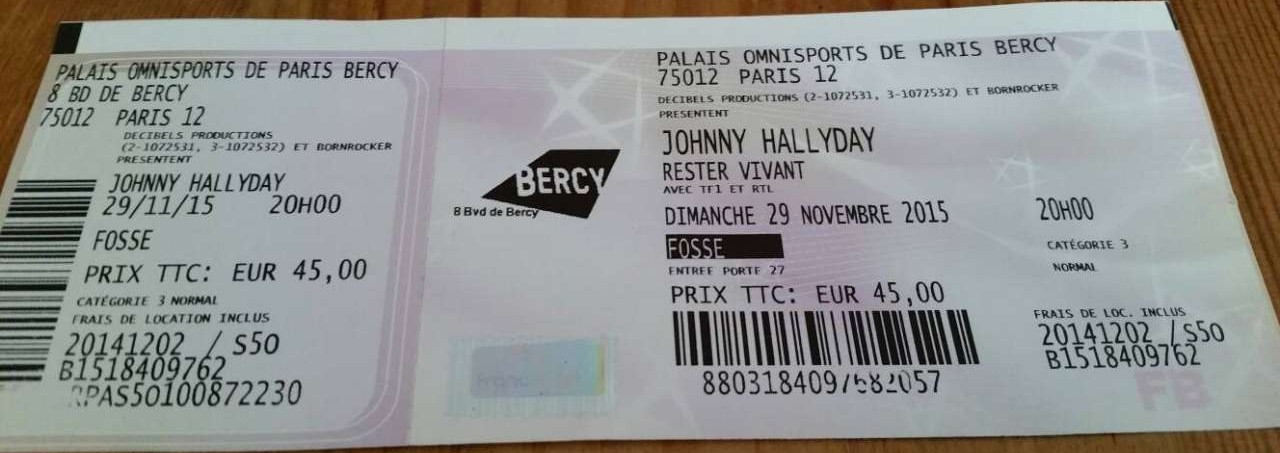 PALAIS OMNISPORTS DE PARIS BERCY
8 BD DE BERCY
75012 PARIS 12
DECIBELS PRODUCTIONS
(2-1072531, 3-1072532) ET BORNROCKER
PRESENTENT
JOHNNY HALLYDAY
29/11/15 20H00
FOSSE
PRIX TTC: EUR 45,00
CATÉGORIE 3 NORMAL
FRAIS DE LOCATION INCLUS
20141202 / S50
B1518409762
RPAS50100872230
BERCY
8 Bvd de Bercy
PALAIS OMNISPORTS DE PARIS BERCY
75012 PARIS 12
DECIBELS PRODUCTIONS (2-1072531, 3-1072532) ET BORNROCKER
PRESENTENT
JOHNNY HALLYDAY
RESTER VIVANT
AVEC TF1 ET RTL
DIMANCHE 29 NOVEMBRE 2015 20H00
FOSSE CATÉGORIE 3
ENTREE PORTE 27 NORMAL
PRIX TTC: EUR 45,00
FRAIS DE LOC. INCLUS
20141202 / S50
B1518409762
FB